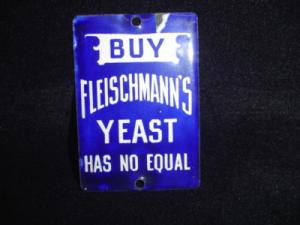 BUY
FLEISCHMANN'S
YEAST
HAS NO EQUAL